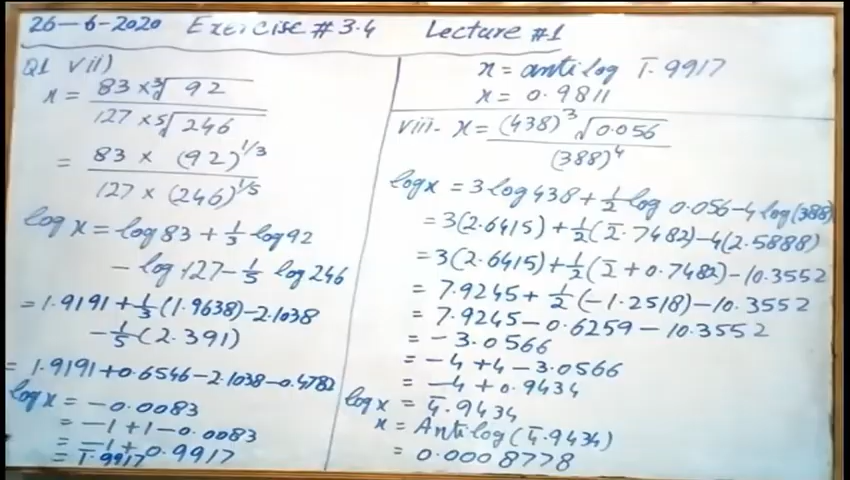 26-6-2020 Exercise #3.4 Lecture #1
Q1 vii)
x = 83 × ∛92 / 127 × ⁵√246
= 83 × (92)^1/3 / 127 × (246)^1/5
log x = log 83 + 1/3 log 92
- log 127 - 1/5 log 246
= 1.9191 + 1/3 (1.9638) - 2.1038
- 1/5 (2.391)
= 1.9191 + 0.6546 - 2.1038 - 0.4782
log x = -0.0083
= -1 + 1 - 0.0083
= -1 + 0.9917
= 1̄.9917
x = antilog 1̄.9917
x = 0.9811
viii. x = (438)³ √0.056 / (388)⁴
log x = 3 log 438 + 1/2 log 0.056 - 4 log (388)
= 3(2.6415) + 1/2 (2̄.7482) - 4(2.5888)
= 3(2.6415) + 1/2 (2̄ + 0.7482) - 10.3552
= 7.9245 + 1/2 (-1.2518) - 10.3552
= 7.9245 - 0.6259 - 10.3552
= -3.0566
= -4 + 4 - 3.0566
= -4 + 0.9434
log x = 4̄.9434
x = Antilog (4̄.9434)
= 0.0008778